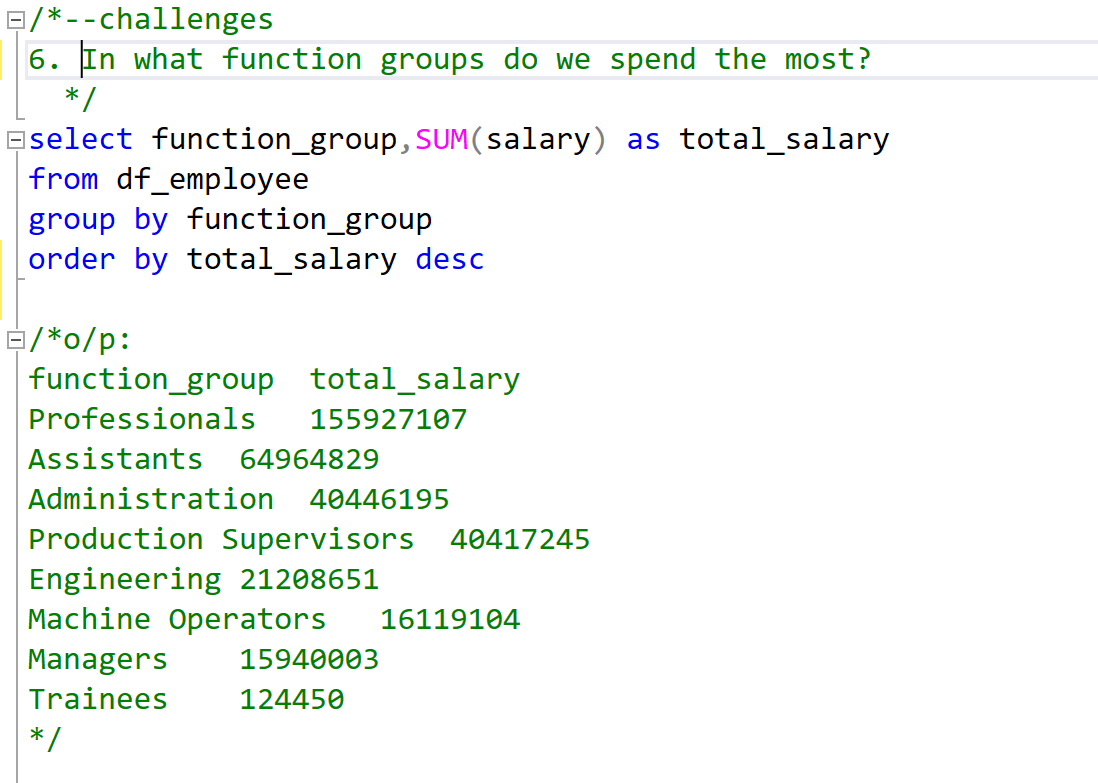 /*--challenges
6. In what function groups do we spend the most?
*/
select function_group,SUM(salary) as total_salary
from df_employee
group by function_group
order by total_salary desc
/*o/p:
function_group  total_salary
Professionals   155927107
Assistants  64964829
Administration  40446195
Production Supervisors  40417245
Engineering 21208651
Machine Operators   16119104
Managers    15940003
Trainees    124450
*/